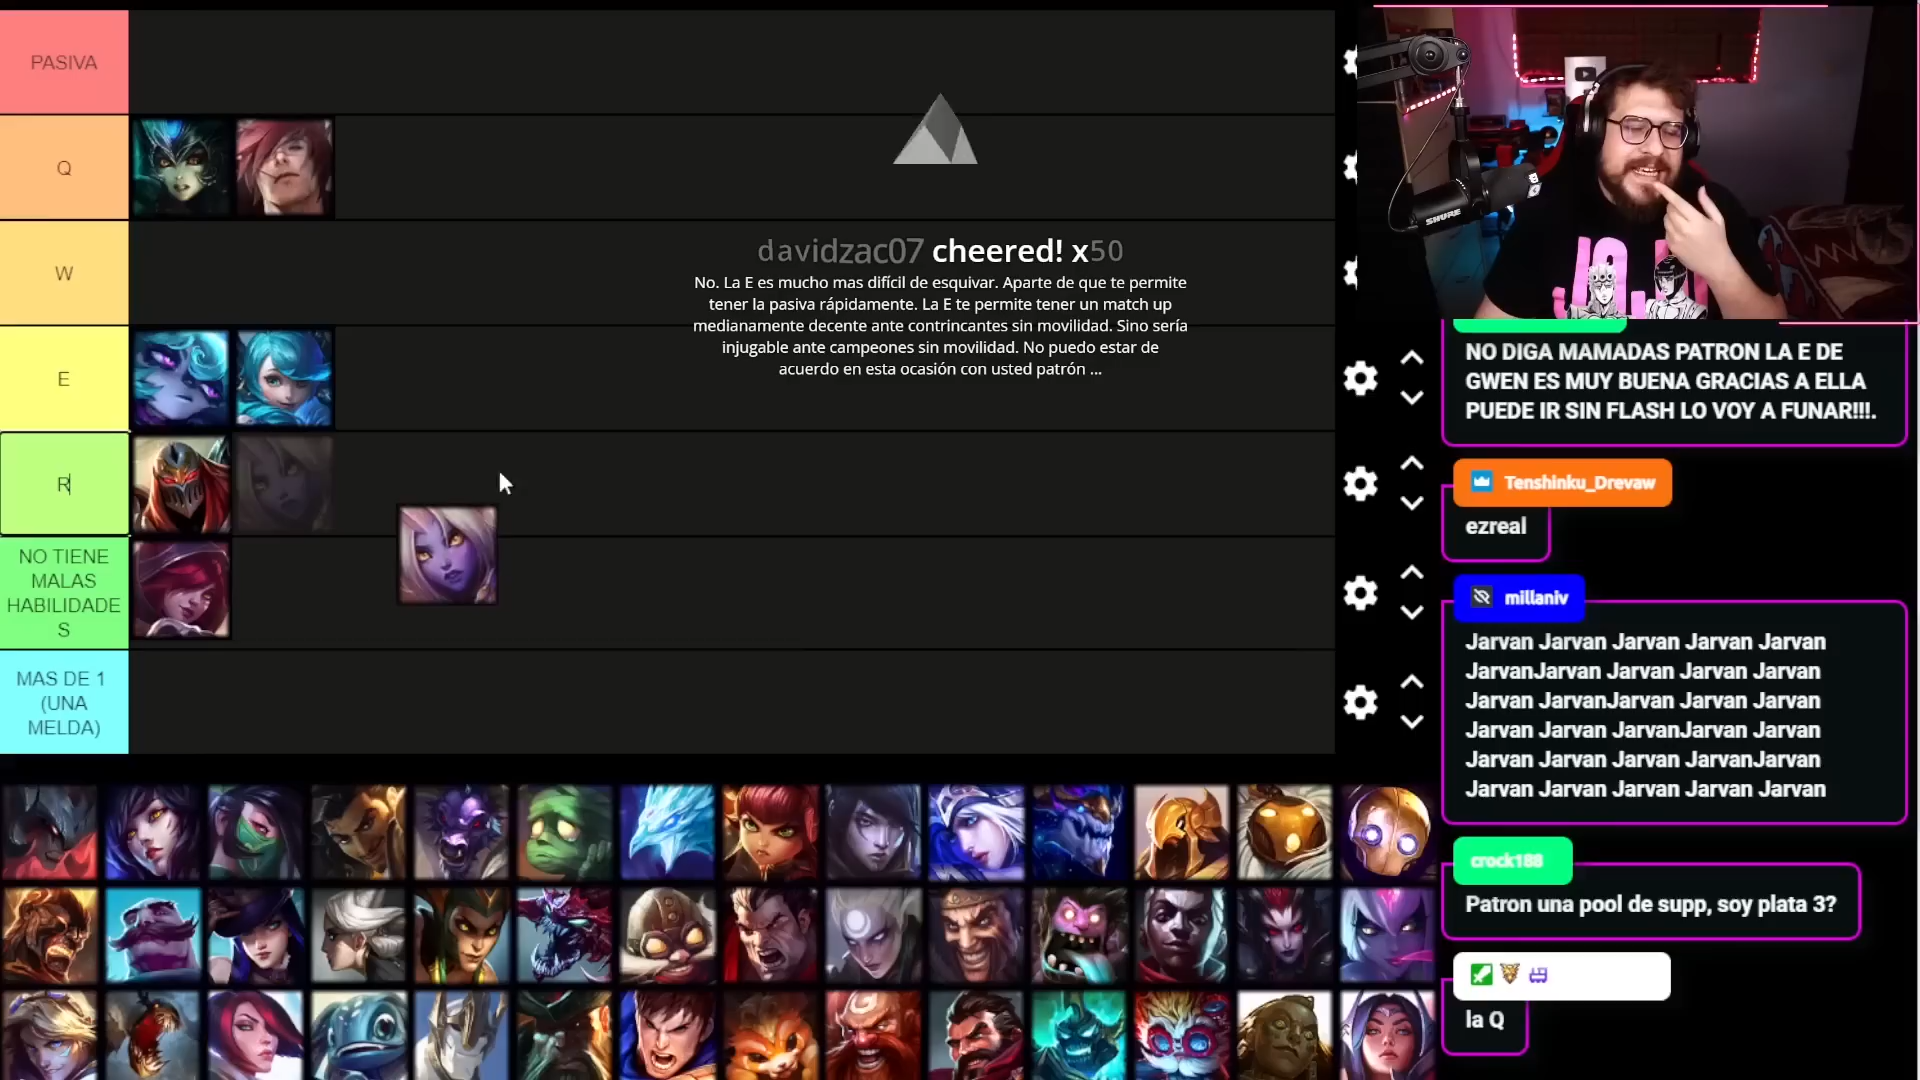 PASIVA
Q
W
E
R
NO TIENE
MALAS
HABILIDADE
S
MAS DE 1
(UNA
MELDA)
davidzac07 cheered! x50
No. La E es mucho mas difícil de esquivar. Aparte de que te permite
tener la pasiva rápidamente. La E te permite tener un match up
medianamente decente ante contrincantes sin movilidad. Sino sería
injugable ante campeones sin movilidad. No puedo estar de
acuerdo en esta ocasión con usted patrón ...
SHURE
NO DIGA MAMADAS PATRON LA E DE
GWEN ES MUY BUENA GRACIAS A ELLA
PUEDE IR SIN FLASH LO VOY A FUNAR!!!.
Tenshinku_Drevaw
ezreal
millaniv
Jarvan Jarvan Jarvan Jarvan Jarvan
JarvanJarvan Jarvan Jarvan Jarvan
Jarvan JarvanJarvan Jarvan Jarvan
Jarvan Jarvan JarvanJarvan Jarvan
Jarvan Jarvan Jarvan JarvanJarvan
Jarvan Jarvan Jarvan Jarvan Jarvan
crock188
Patron una pool de supp, soy plata 3?
la Q